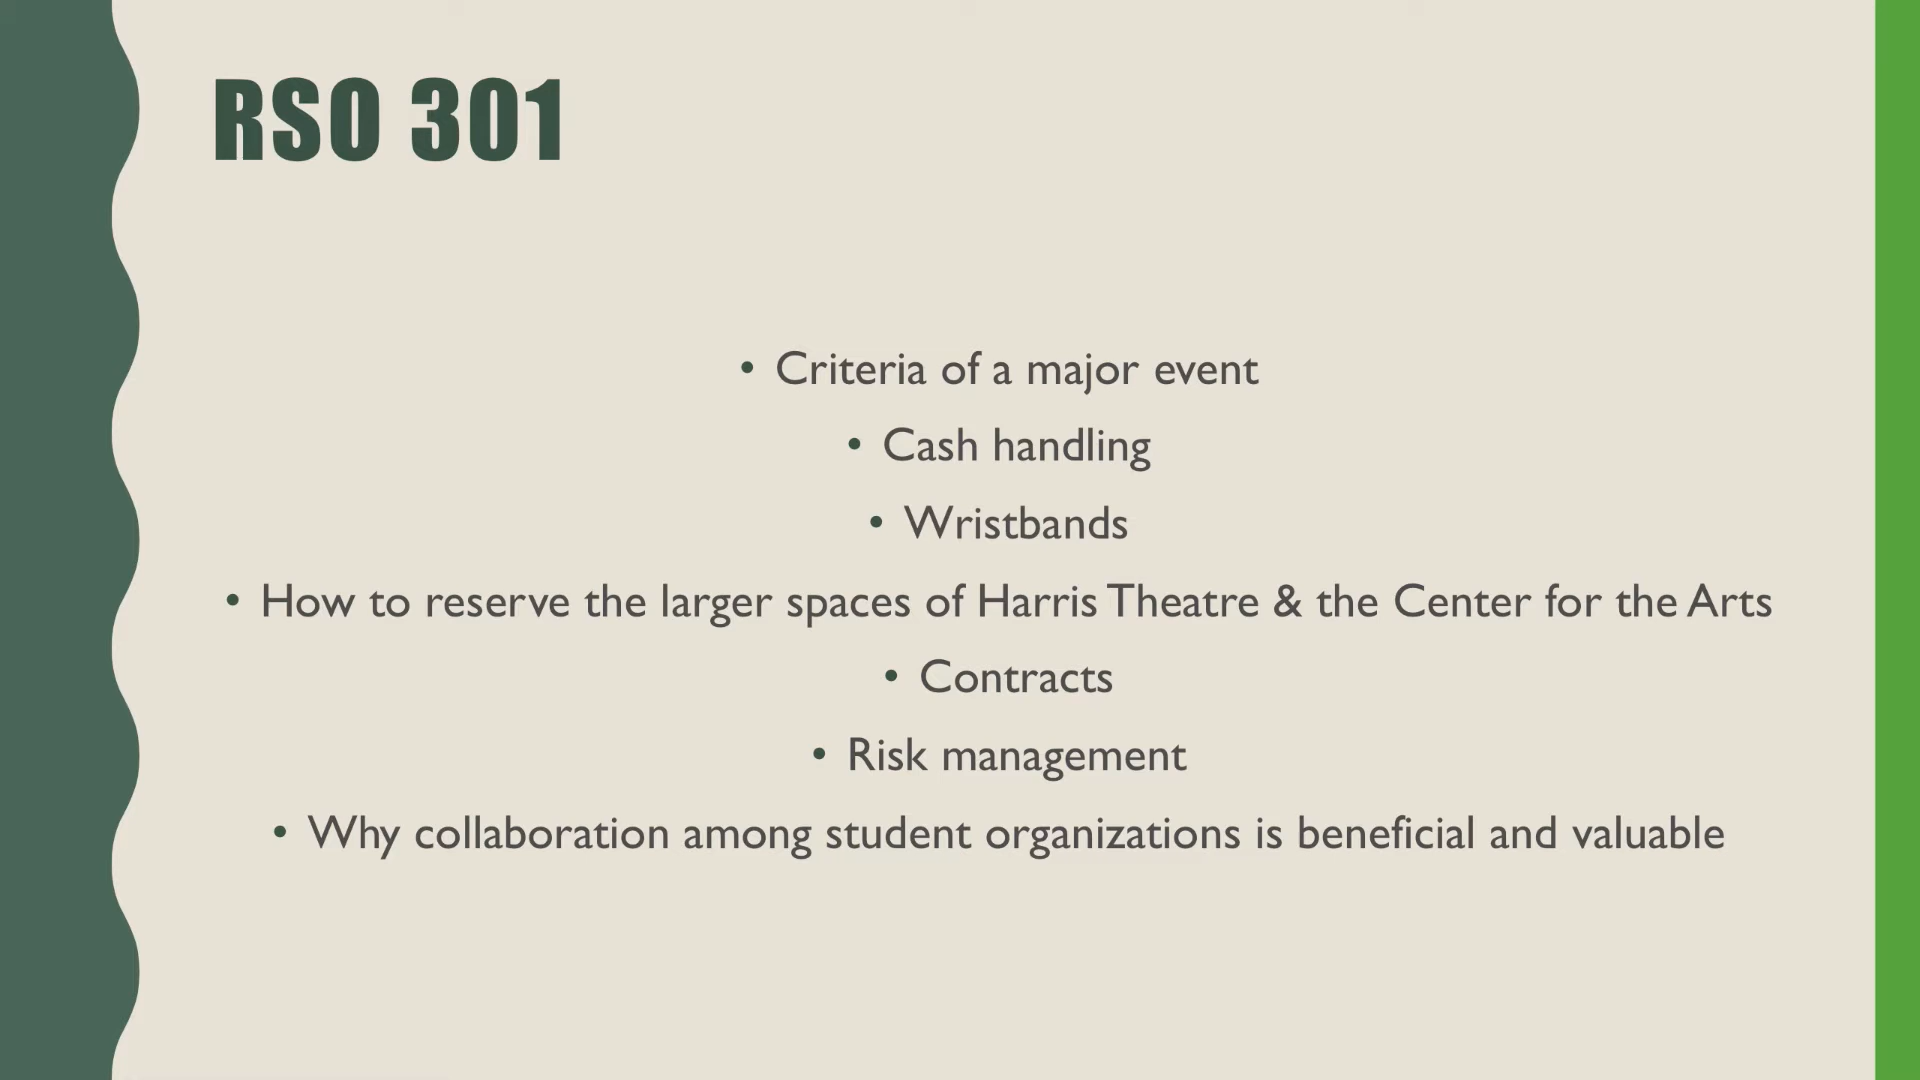 RSO 301
• Criteria of a major event
• Cash handling
• Wristbands
• How to reserve the larger spaces of Harris Theatre & the Center for the Arts
• Contracts
• Risk management
• Why collaboration among student organizations is beneficial and valuable